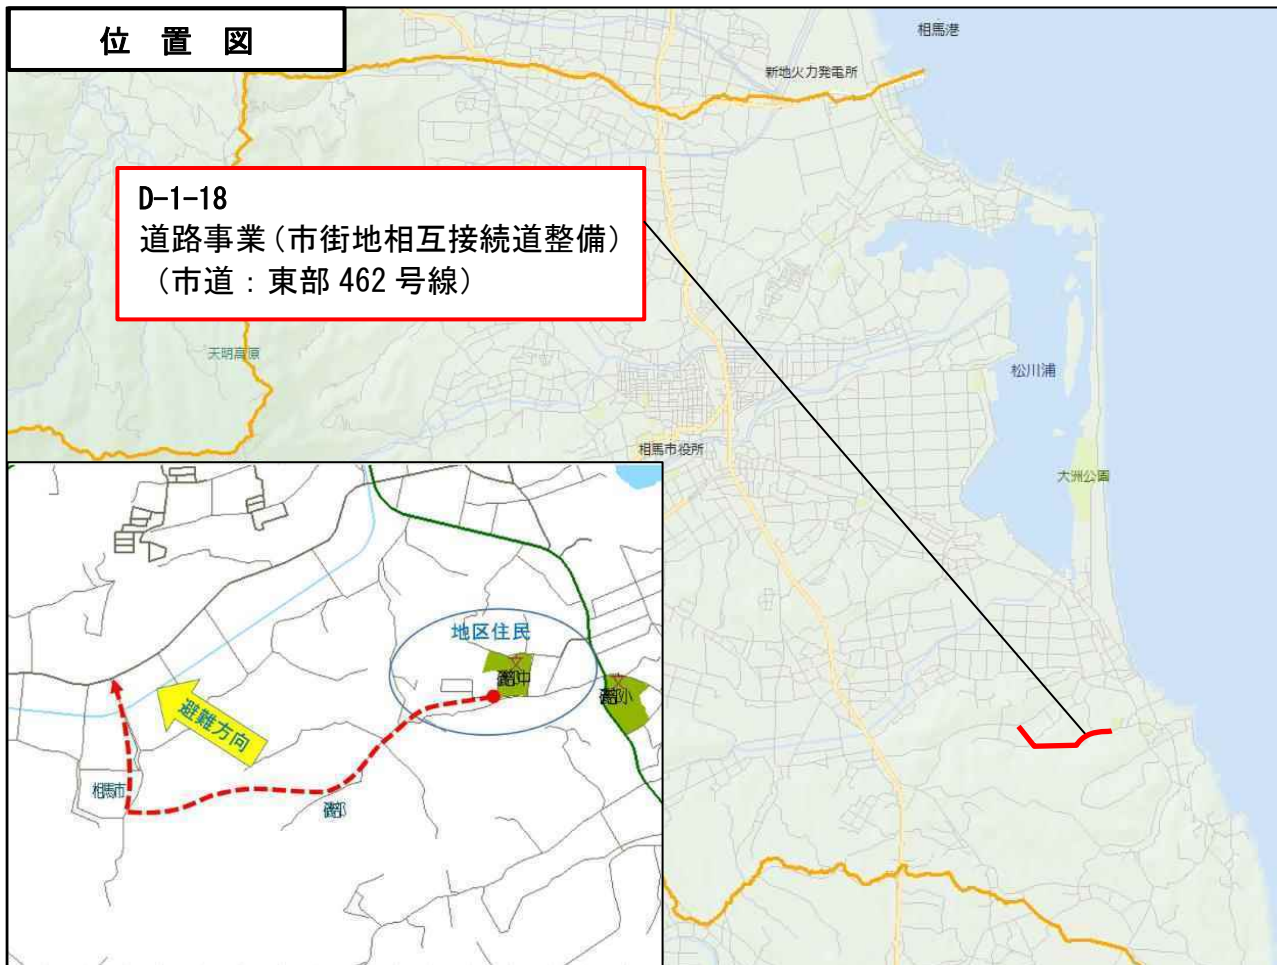 位 置 図
相馬港
新地火力発電所
D-1-18
道路事業(市街地相互接続道整備)
(市道:東部 462 号線)
天明高原
松川浦
相馬市役所
大洲公園
地区住民
避難方向
相馬市